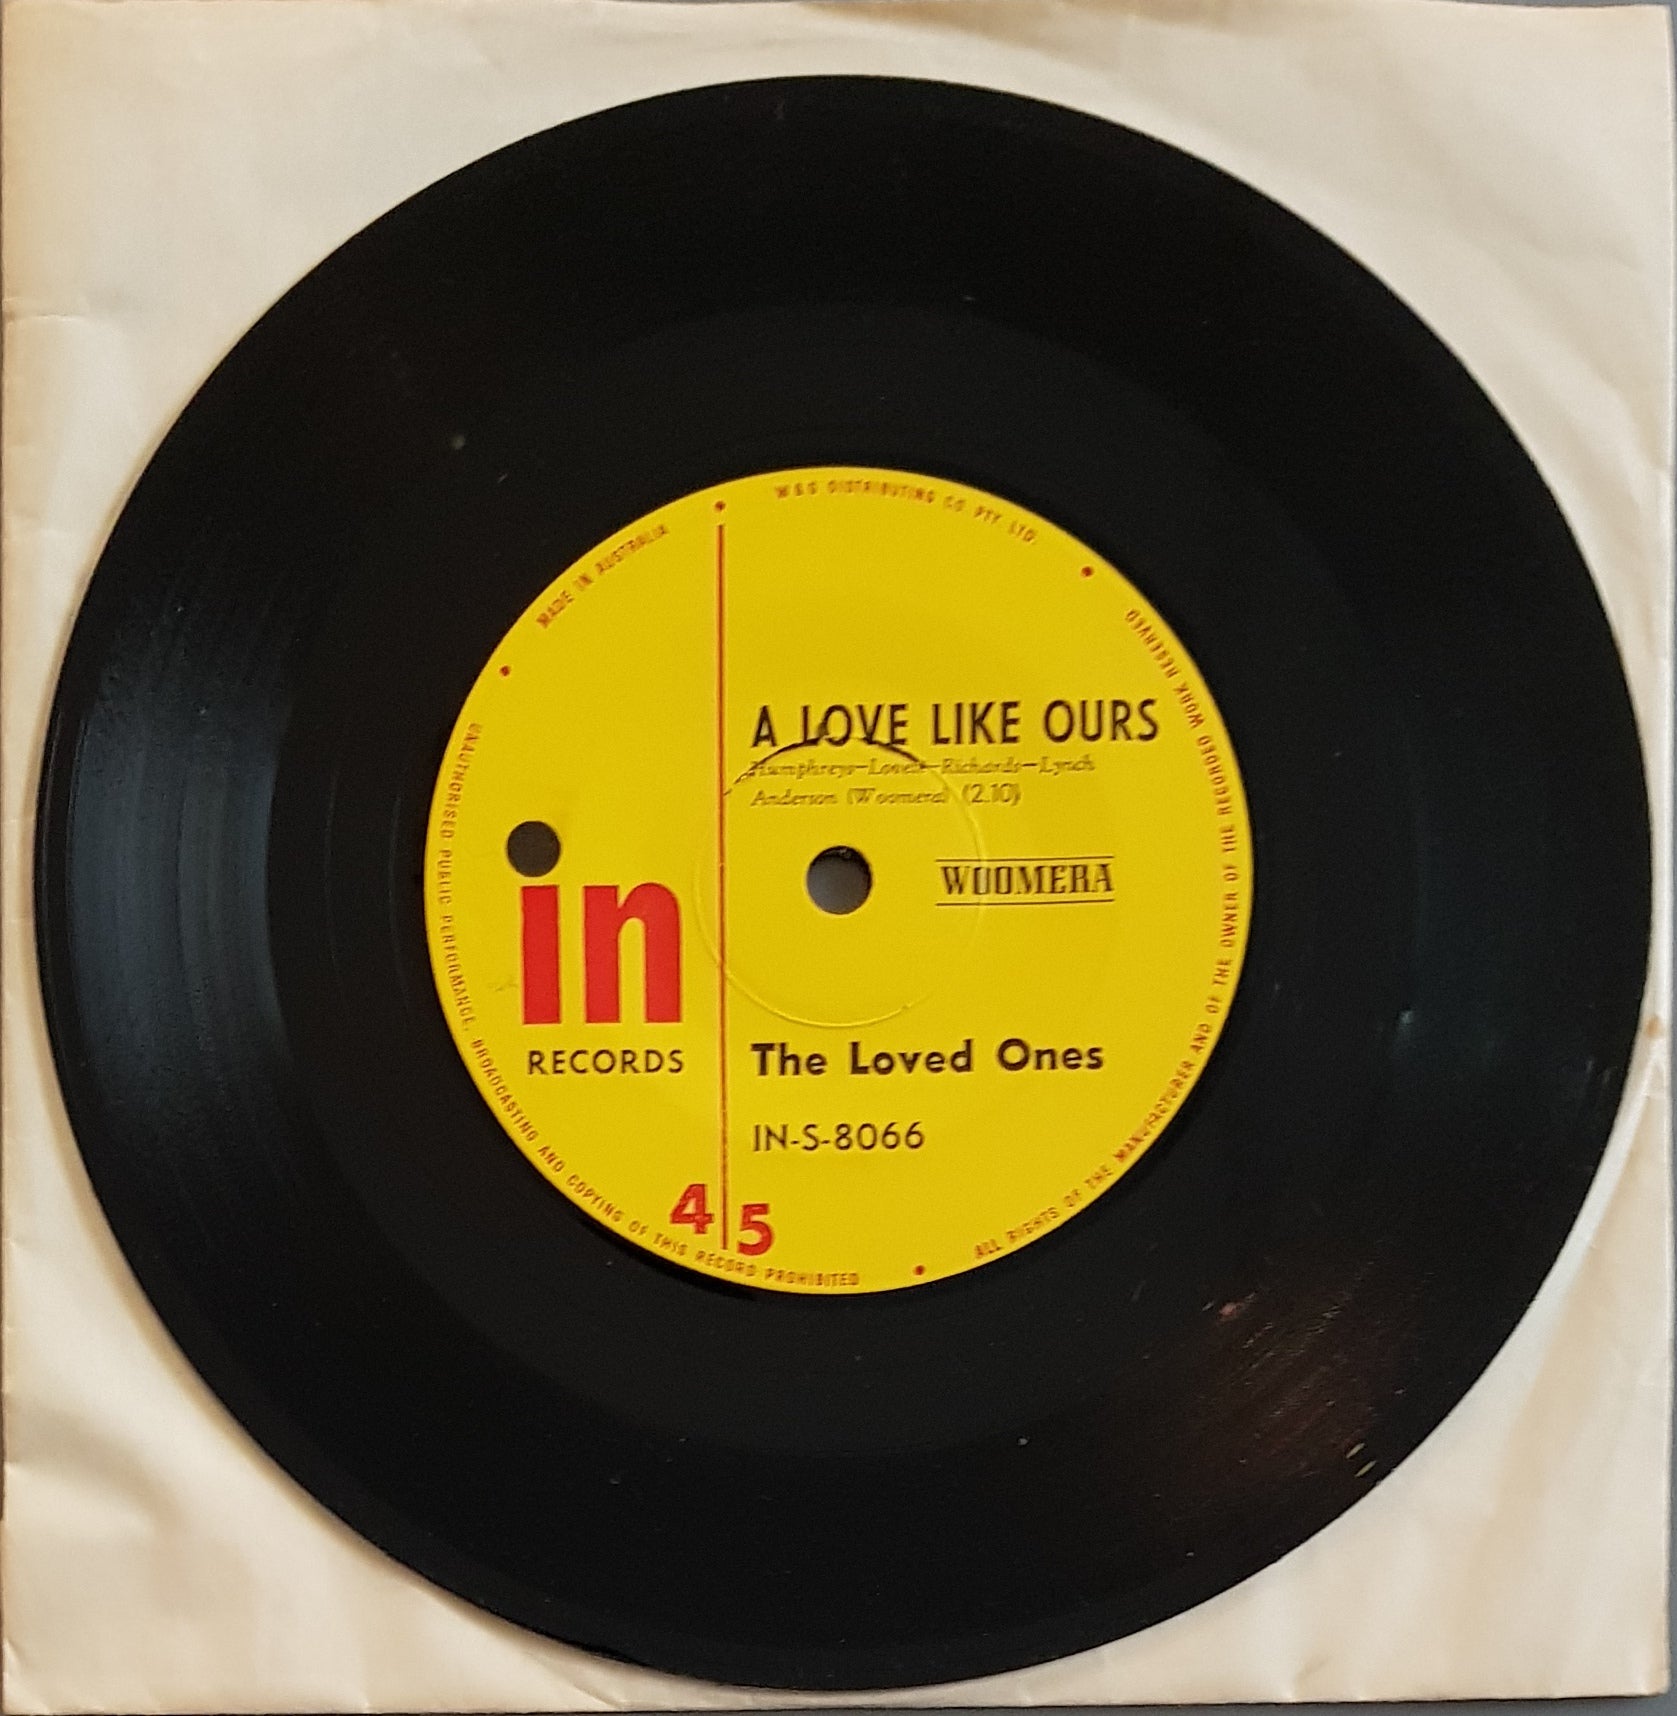 MADE IN AUSTRALIA
W&G DISTRIBUTING CO PTY LTD.
A LOVE LIKE OURS
Humphreys-Lovett-Richards-Lynch
Anderson (Woomera) (2.10)
WOOMERA
in
RECORDS
The Loved Ones
IN-S-8066
45
UNAUTHORISED PUBLIC PERFORMANCE, BROADCASTING AND COPYING OF THIS RECORD PROHIBITED
ALL RIGHTS OF THE MANUFACTURER AND OF THE OWNER OF THE RECORDED WORK RESERVED